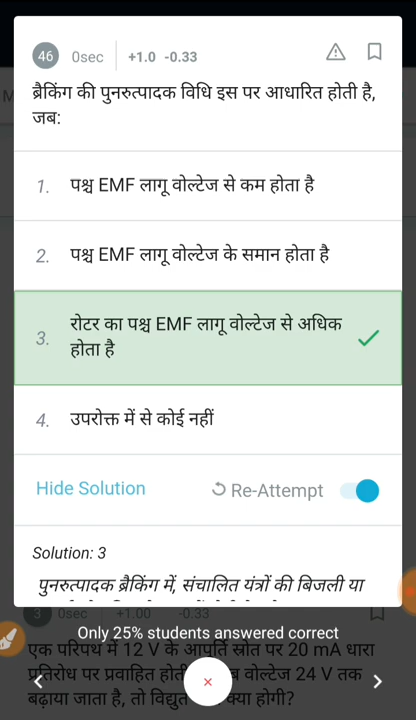 46 0sec +1.0 -0.33
ब्रैकिंग की पुनरुत्पादक विधि इस पर आधारित होती है,
जब:
1. पश्च EMF लागू वोल्टेज से कम होता है
2. पश्च EMF लागू वोल्टेज के समान होता है
3. रोटर का पश्च EMF लागू वोल्टेज से अधिक
होता है
4. उपरोक्त में से कोई नहीं
Hide Solution Re-Attempt
Solution: 3
पुनरुत्पादक ब्रैकिंग में, संचालित यंत्रों की बिजली या
3 0sec +1.00 -0.33
Only 25% students answered correct
एक परिपथ में 12 V के आपूर्ति स्रोत पर 20 mA धारा
प्रतिरोध पर प्रवाहित वोल्टेज 24 V तक
बढ़ाया जाता है, तो विद्युत क्या होगी?